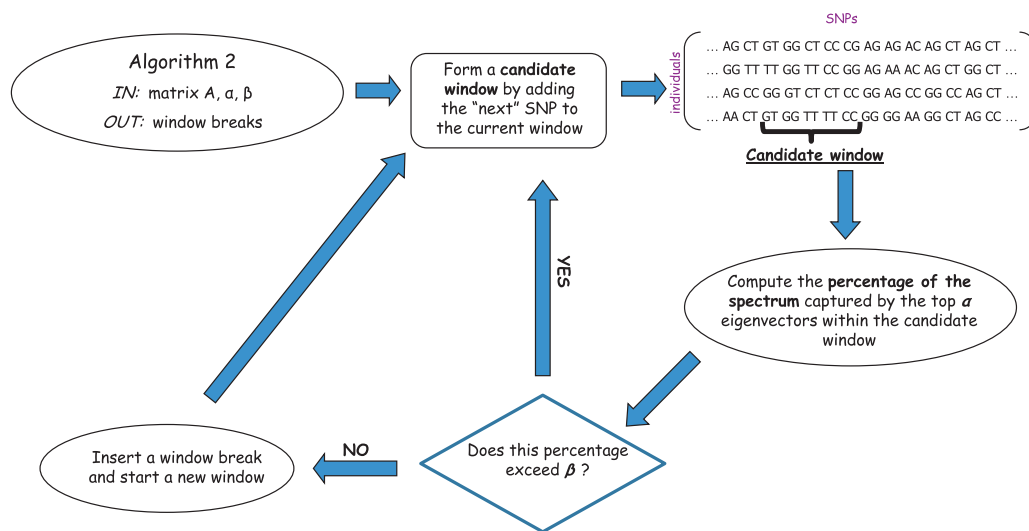 Algorithm 2
IN: matrix A, α, β
OUT: window breaks
Form a candidate
window by adding
the “next” SNP to
the current window
SNPs
individuals
... AG CT GT GG CT CC CG AG AG AC AG CT AG CT ...
... GG TT TT GG TT CC GG AG AA AC AG CT GG CT ...
... AG CC GG GT CT CT CC GG AG CC GG CC AG CT ...
... AA CT GT GG TT TT CC GG GG AA GG CT AG CC ...
Candidate window
Compute the percentage of the
spectrum captured by the top α
eigenvectors within the candidate
window
YES
Does this percentage
exceed β ?
NO
Insert a window break
and start a new window